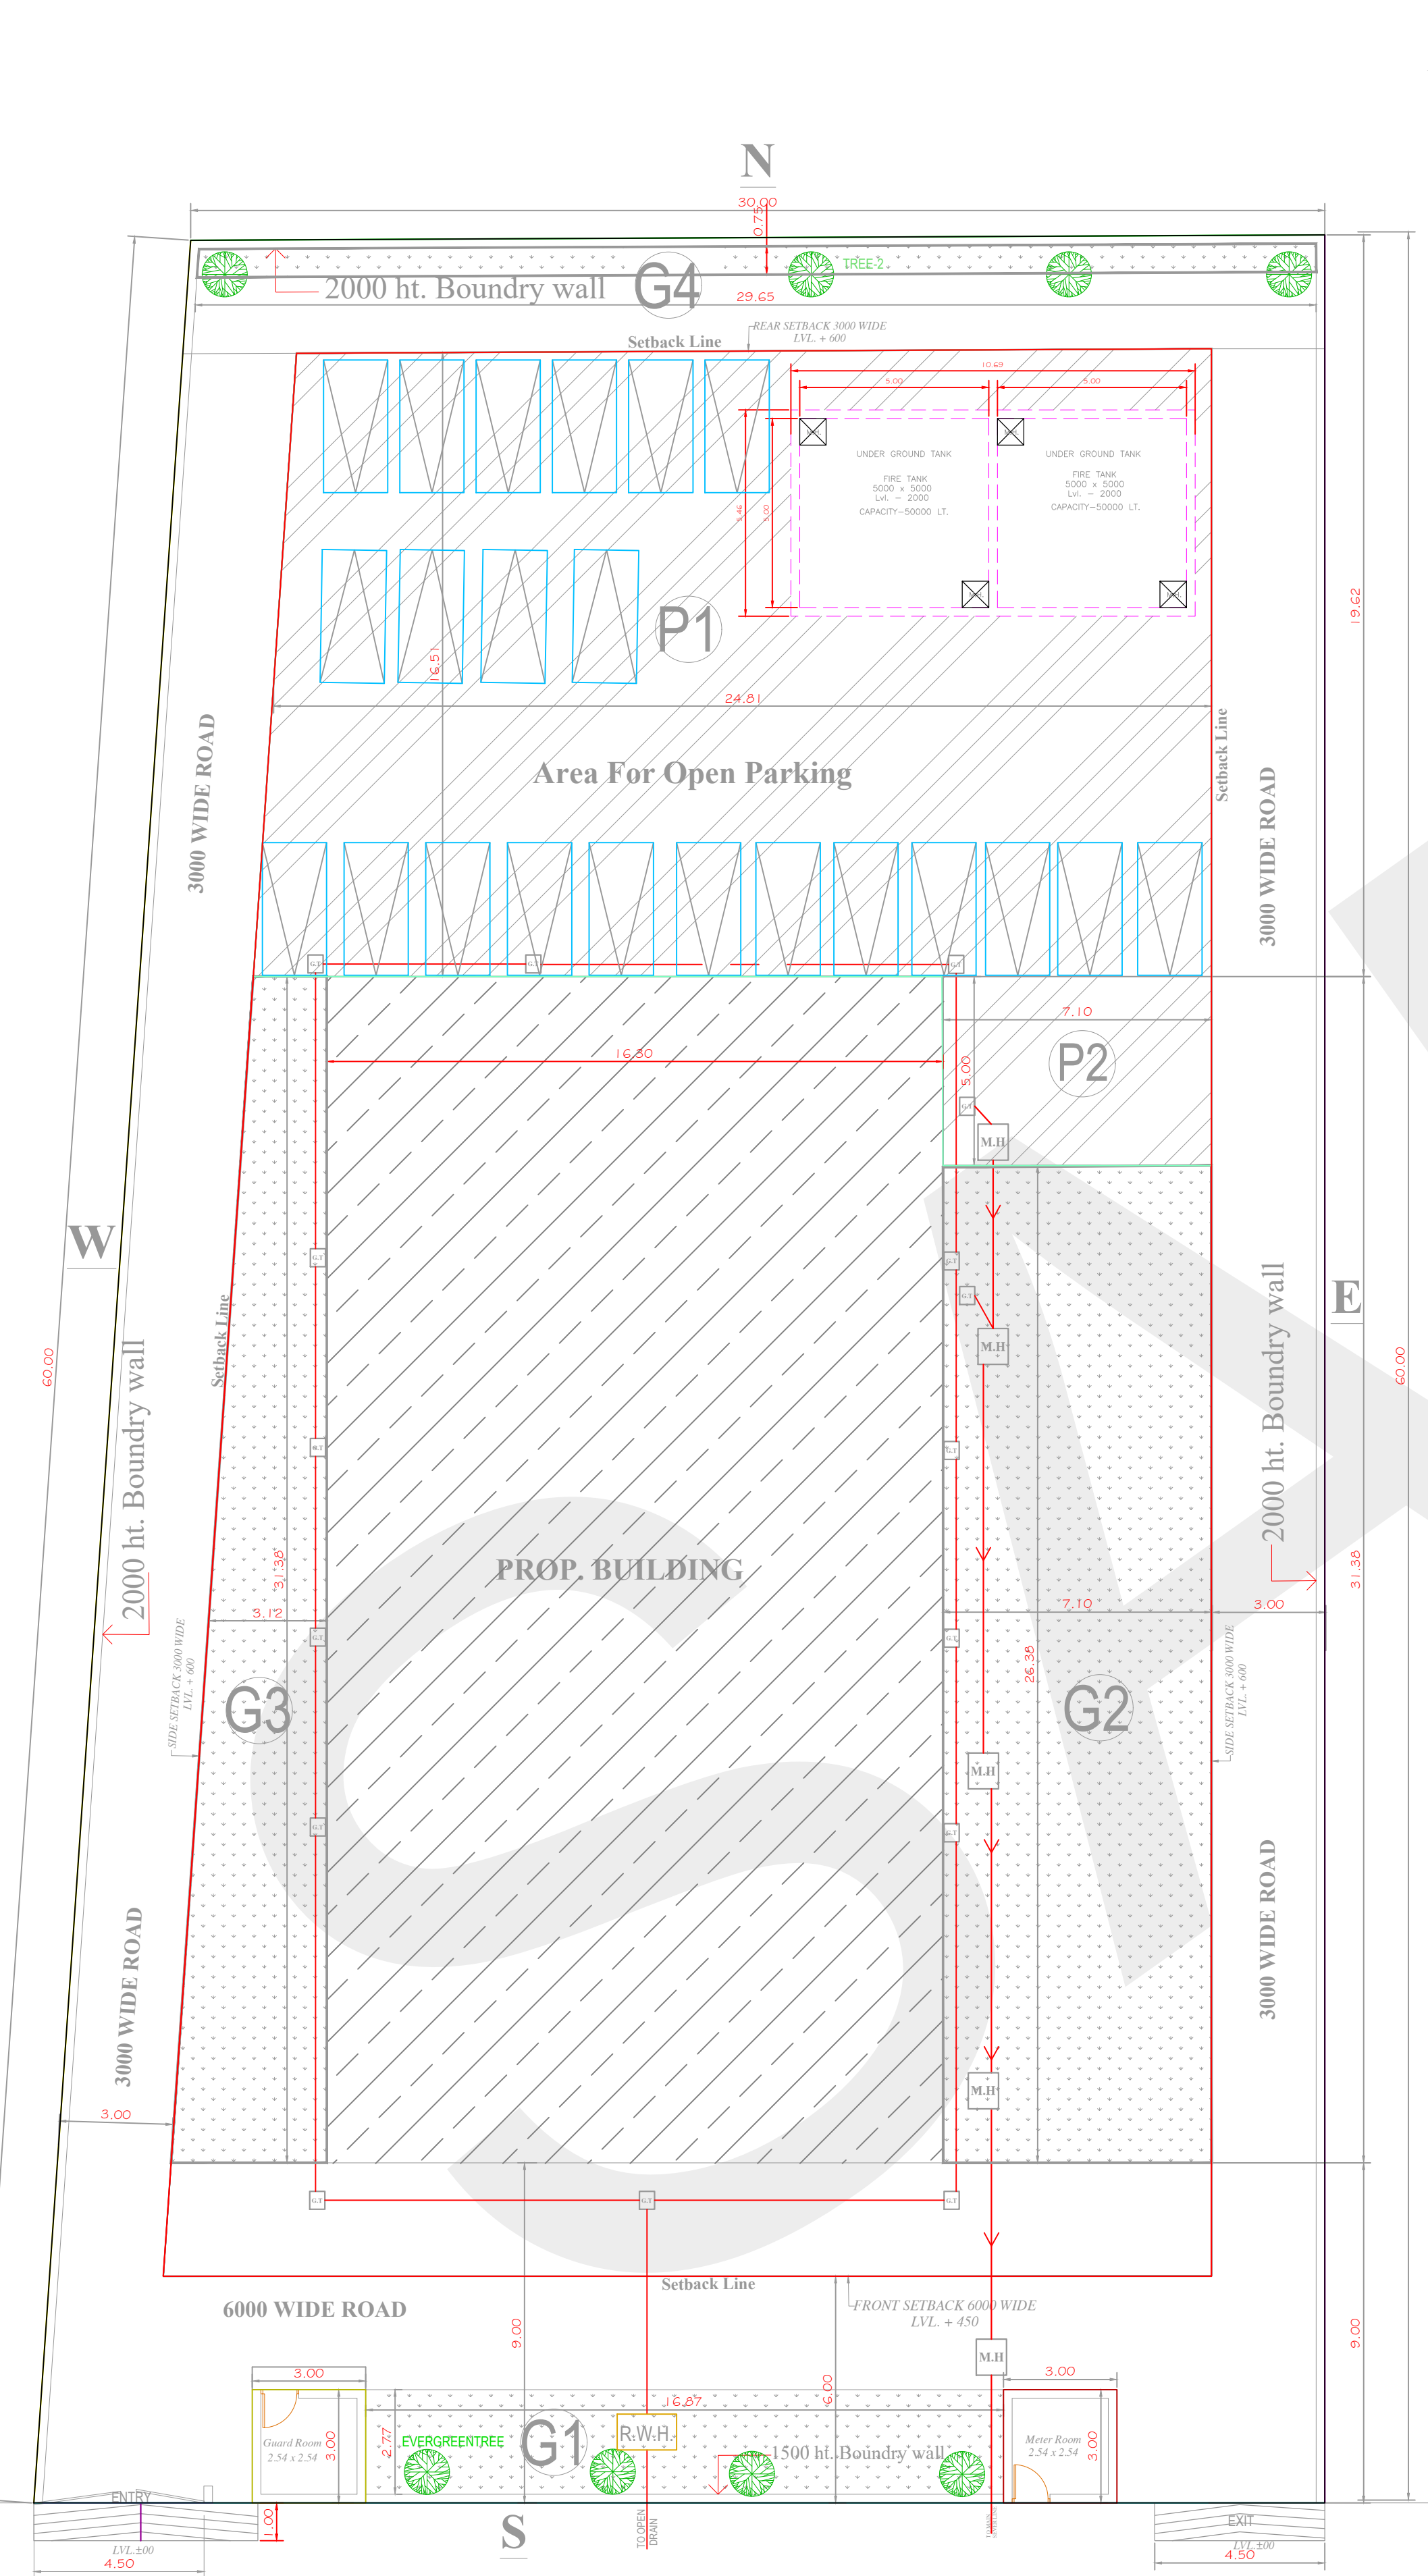 N
30.00
0.75
TREE-2
G4
2000 ht. Boundry wall
29.65
REAR SETBACK 3000 WIDE
LVL. + 600
Setback Line
10.69
5.00
5.00
M.H.
M.H.
UNDER GROUND TANK
FIRE TANK
5000 x 5000
Lvl. - 2000
CAPACITY-50000 LT.
UNDER GROUND TANK
FIRE TANK
5000 x 5000
Lvl. - 2000
CAPACITY-50000 LT.
5.46
5.00
M.H.
M.H.
19.62
P1
16.51
24.81
Setback Line
3000 WIDE ROAD
Area For Open Parking
3000 WIDE ROAD
G.T
G.T
G.T
7.10
16.30
P2
5.00
G.T
M.H
W
G.T
G.T
E
G.T
M.H
Setback Line
60.00
2000 ht. Boundry wall
2000 ht. Boundry wall
60.00
G.T
G.T
31.38
PROP. BUILDING
31.38
3.12
7.10
3.00
G.T
G.T
26.38
SIDE SETBACK 3000 WIDE
LVL. + 600
SIDE SETBACK 3000 WIDE
LVL. + 600
G3
G2
M.H
G.T
G.T
3000 WIDE ROAD
3000 WIDE ROAD
M.H
3.00
G.T
G.T
G.T
Setback Line
6000 WIDE ROAD
FRONT SETBACK 6000 WIDE
LVL. + 450
9.00
6.00
9.00
M.H
3.00
3.00
16.87
Guard Room
2.54 x 2.54
3.00
2.77
EVERGREENTREE
G1
R.W.H.
1500 ht. Boundry wall
Meter Room
2.54 x 2.54
3.00
ENTRY
1.00
LVL.±00
4.50
S
TO OPEN
DRAIN
EXIT
LVL.±00
4.50